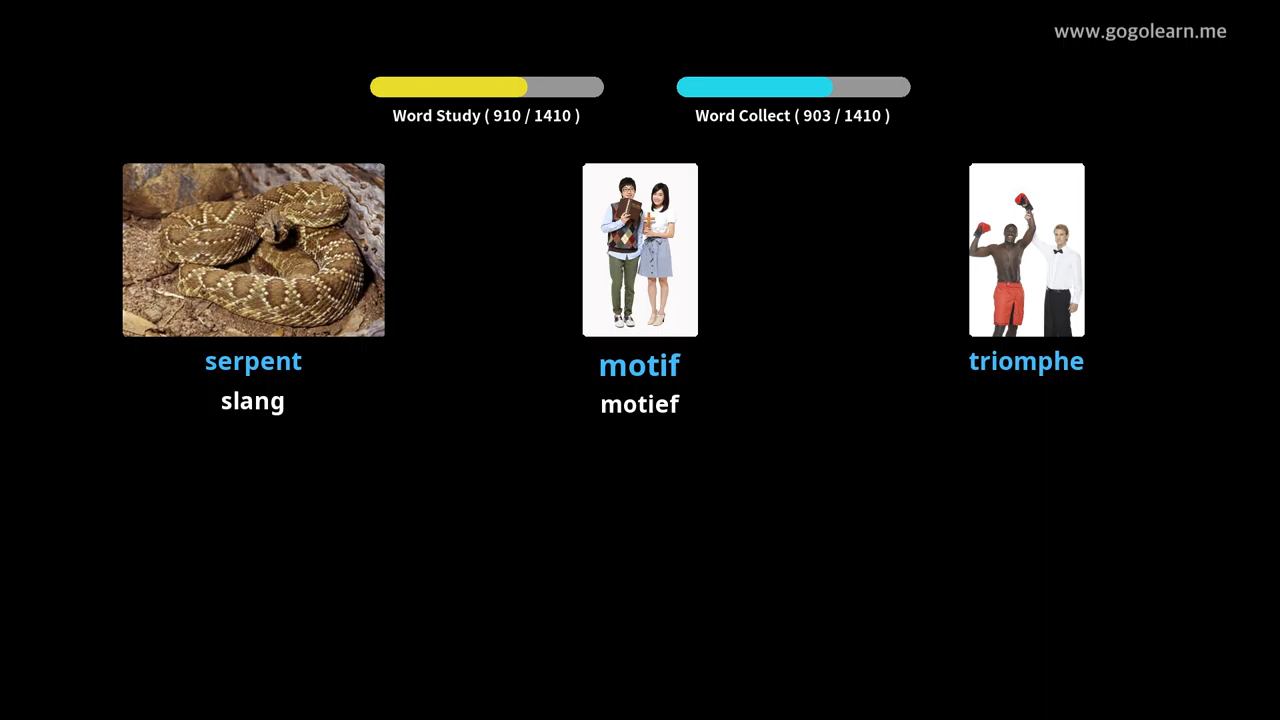 www.gogolearn.me
Word Study ( 910 / 1410 )
Word Collect ( 903 / 1410 )
serpent
slang
motif
motief
triomphe